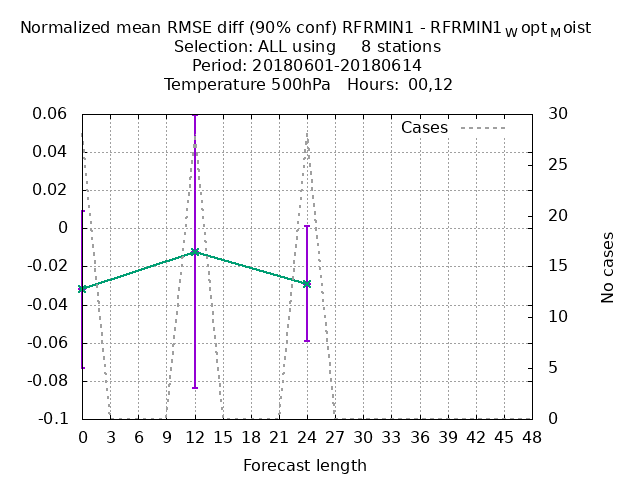 Normalized mean RMSE diff (90% conf) RFRMIN1 - RFRMIN1WoptMoist
Selection: ALL using     8 stations
Period: 20180601-20180614
Temperature 500hPa   Hours: 00,12
Cases
0.06
0.04
0.02
0
-0.02
-0.04
-0.06
-0.08
-0.1
30
25
20
15
10
5
0
No cases
0 3 6 9 12 15 18 21 24 27 30 33 36 39 42 45 48
Forecast length